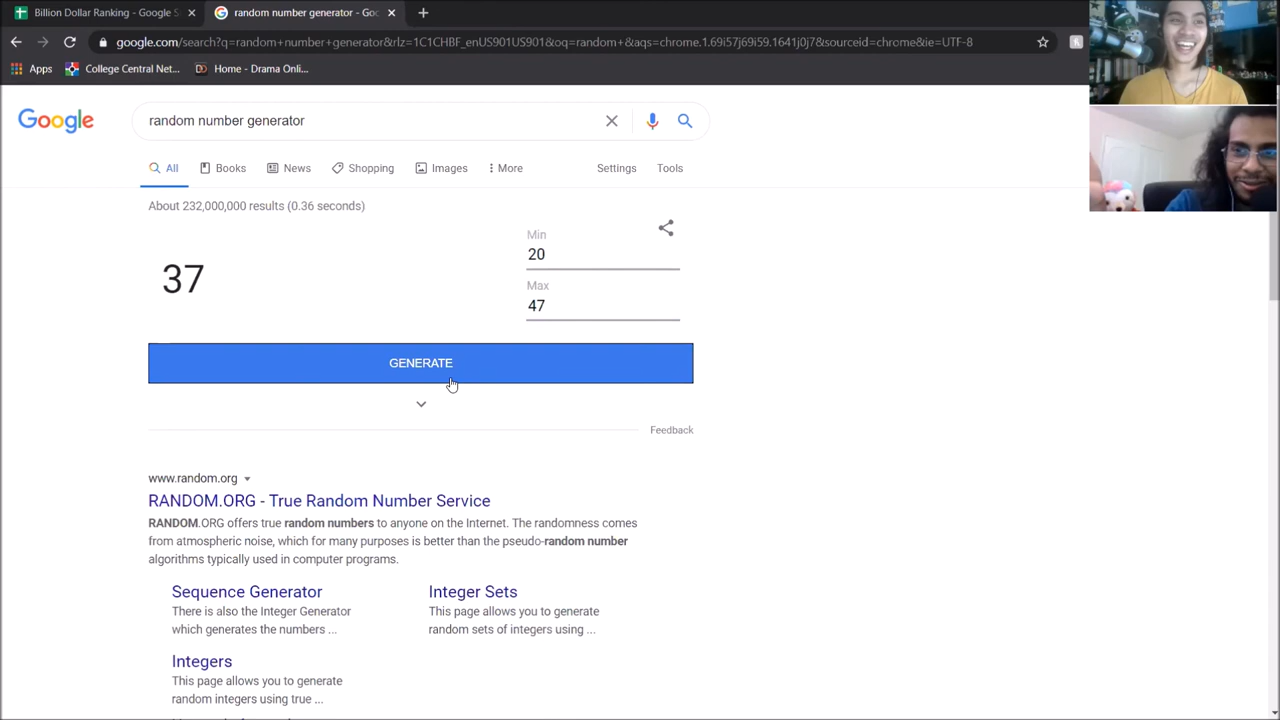 Billion Dollar Ranking - Google S
random number generator - Goo
google.com/search?q=random+number+generator&rlz=1C1CHBF_enUS901US901&oq=random+&aqs=chrome.1.69i57j69i59.1641j0j7&sourceid=chrome&ie=UTF-8
Apps
College Central Net...
DO
Home - Drama Onli...
Google
random number generator
All
Books
News
Shopping
Images
More
Settings
Tools
About 232,000,000 results (0.36 seconds)
37
Min
20
Max
47
GENERATE
Feedback
www.random.org
RANDOM.ORG - True Random Number Service
RANDOM.ORG offers true random numbers to anyone on the Internet. The randomness comes
from atmospheric noise, which for many purposes is better than the pseudo-random number
algorithms typically used in computer programs.
Sequence Generator
There is also the Integer Generator
which generates the numbers ...
Integer Sets
This page allows you to generate
random sets of integers using ...
Integers
This page allows you to generate
random integers using true ...